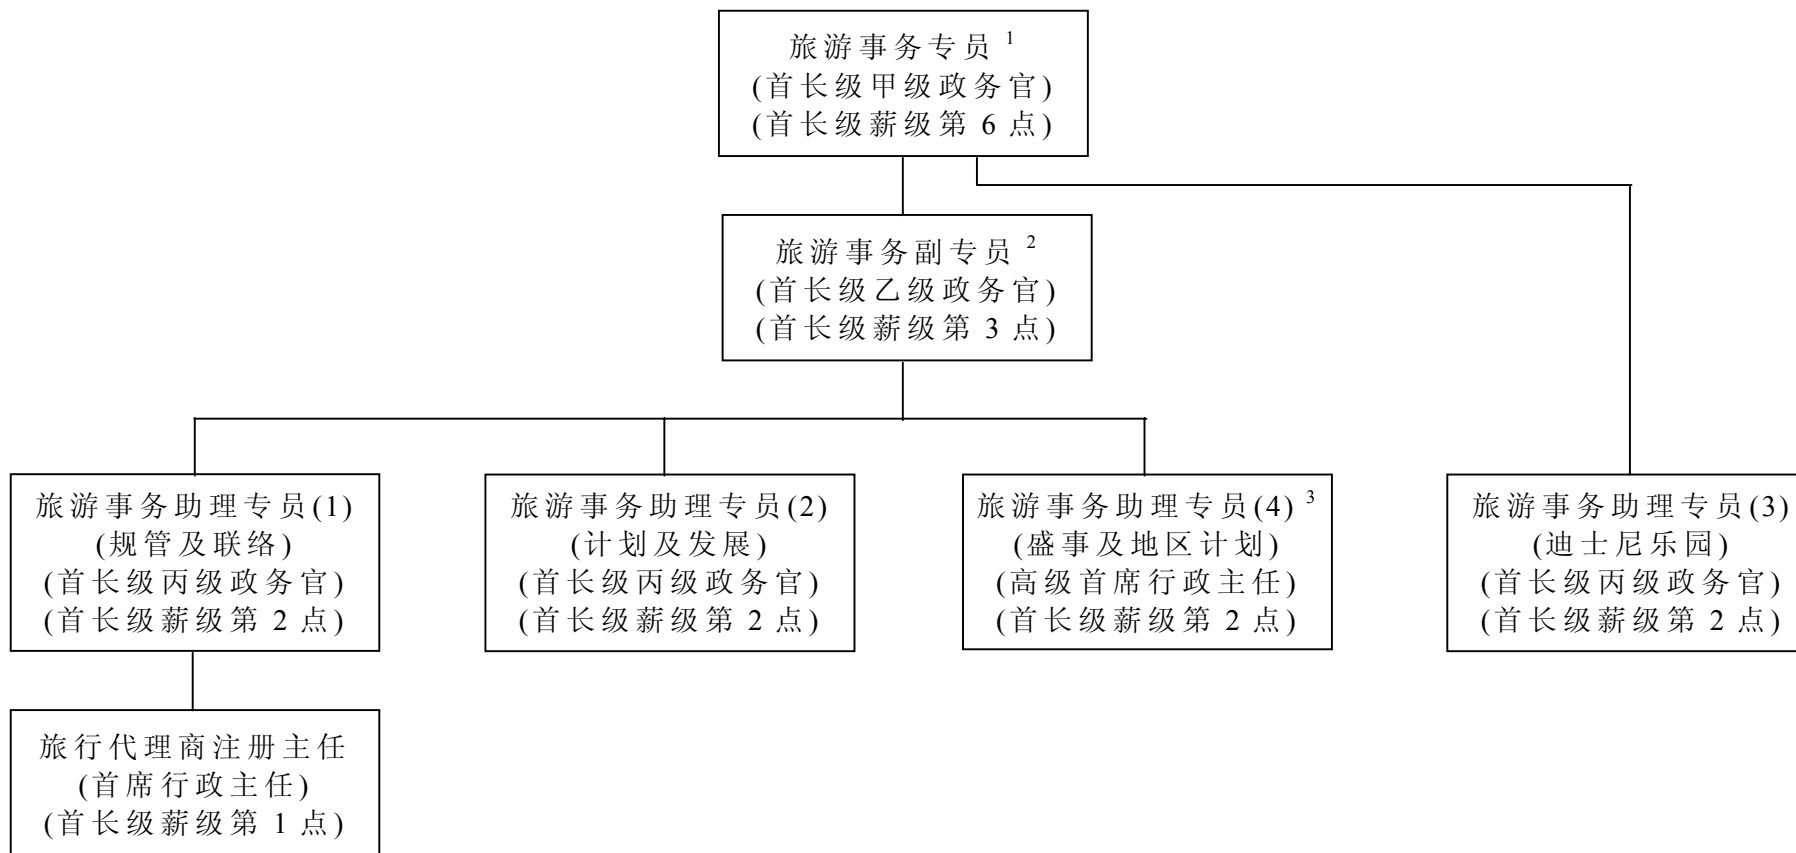 旅游事务专员 1
(首长级甲级政务官)
(首长级薪级第 6 点)
旅游事务副专员 2
(首长级乙级政务官)
(首长级薪级第 3 点)
旅游事务助理专员(1)
(规管及联络)
(首长级丙级政务官)
(首长级薪级第 2 点)
旅游事务助理专员(2)
(计划及发展)
(首长级丙级政务官)
(首长级薪级第 2 点)
旅游事务助理专员(4) 3
(盛事及地区计划)
(高级首席行政主任)
(首长级薪级第 2 点)
旅游事务助理专员(3)
(迪士尼乐园)
(首长级丙级政务官)
(首长级薪级第 2 点)
旅行代理商注册主任
(首席行政主任)
(首长级薪级第 1 点)